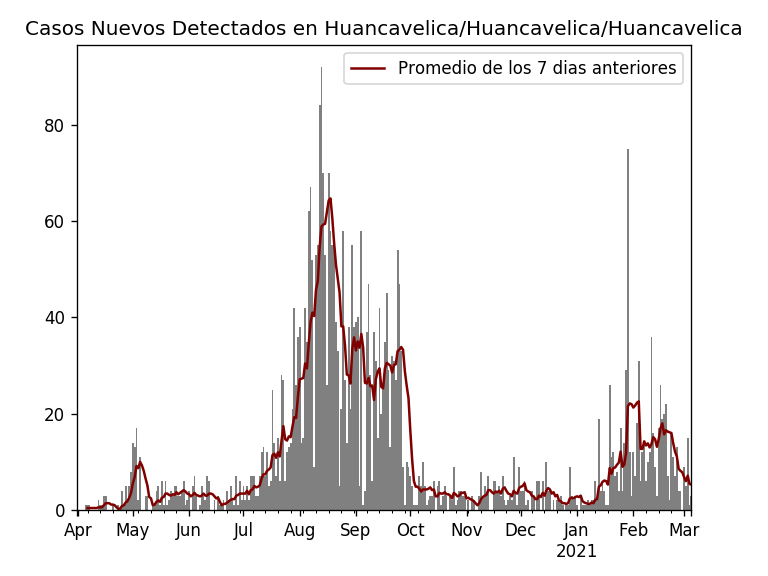 Casos Nuevos Detectados en Huancavelica/Huancavelica/Huancavelica
Promedio de los 7 dias anteriores
80
60
40
20
0
Apr May Jun Jul Aug Sep Oct Nov Dec Jan Feb Mar
2021